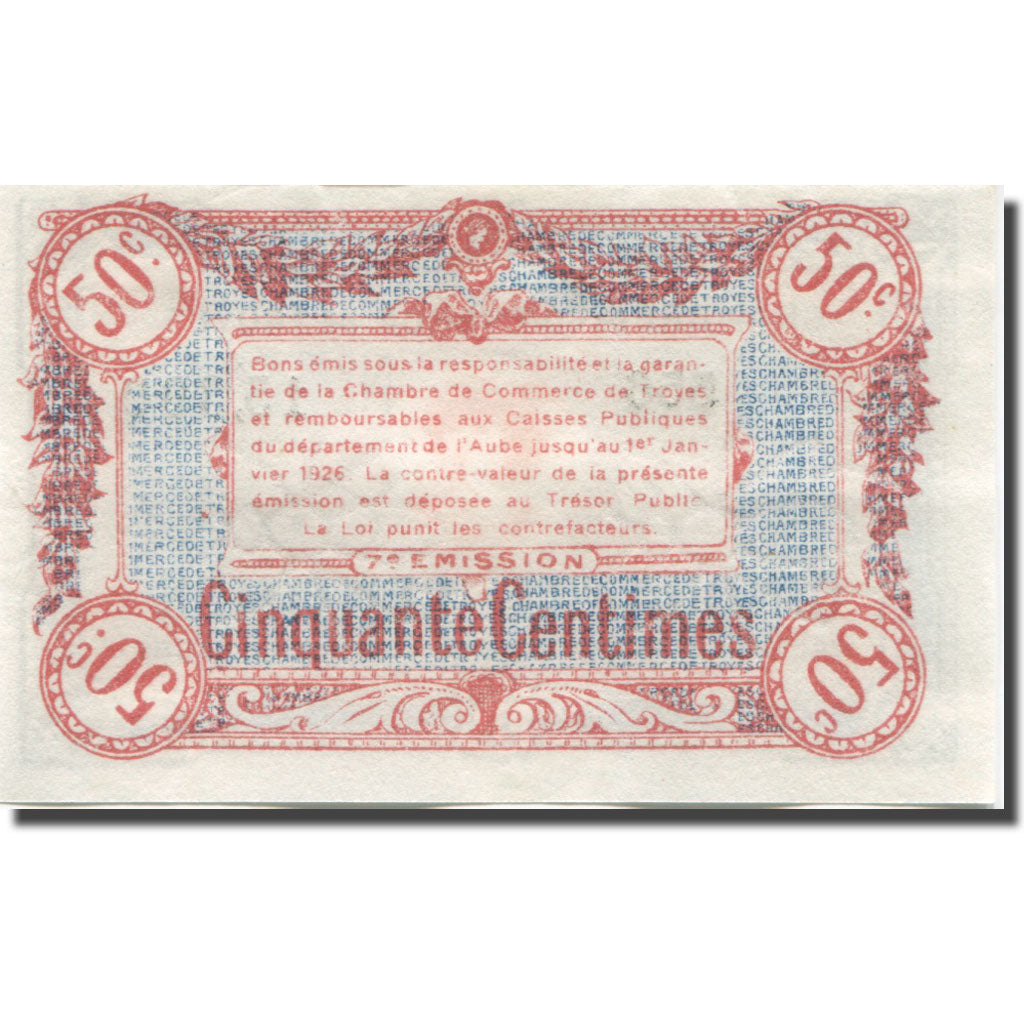 50c.
50c.
Bons émis sous la responsabilité et la garan-
tie de la Chambre de Commerce de Troyes
et remboursables aux Caisses Publiques
du département de l'Aube jusqu'au 1er Jan-
vier 1926. La contre-valeur de la présente
émission est déposée au Trésor Public
La Loi punit les contrefacteurs.
7e EMISSION
Cinquante Centimes
50c.
50c